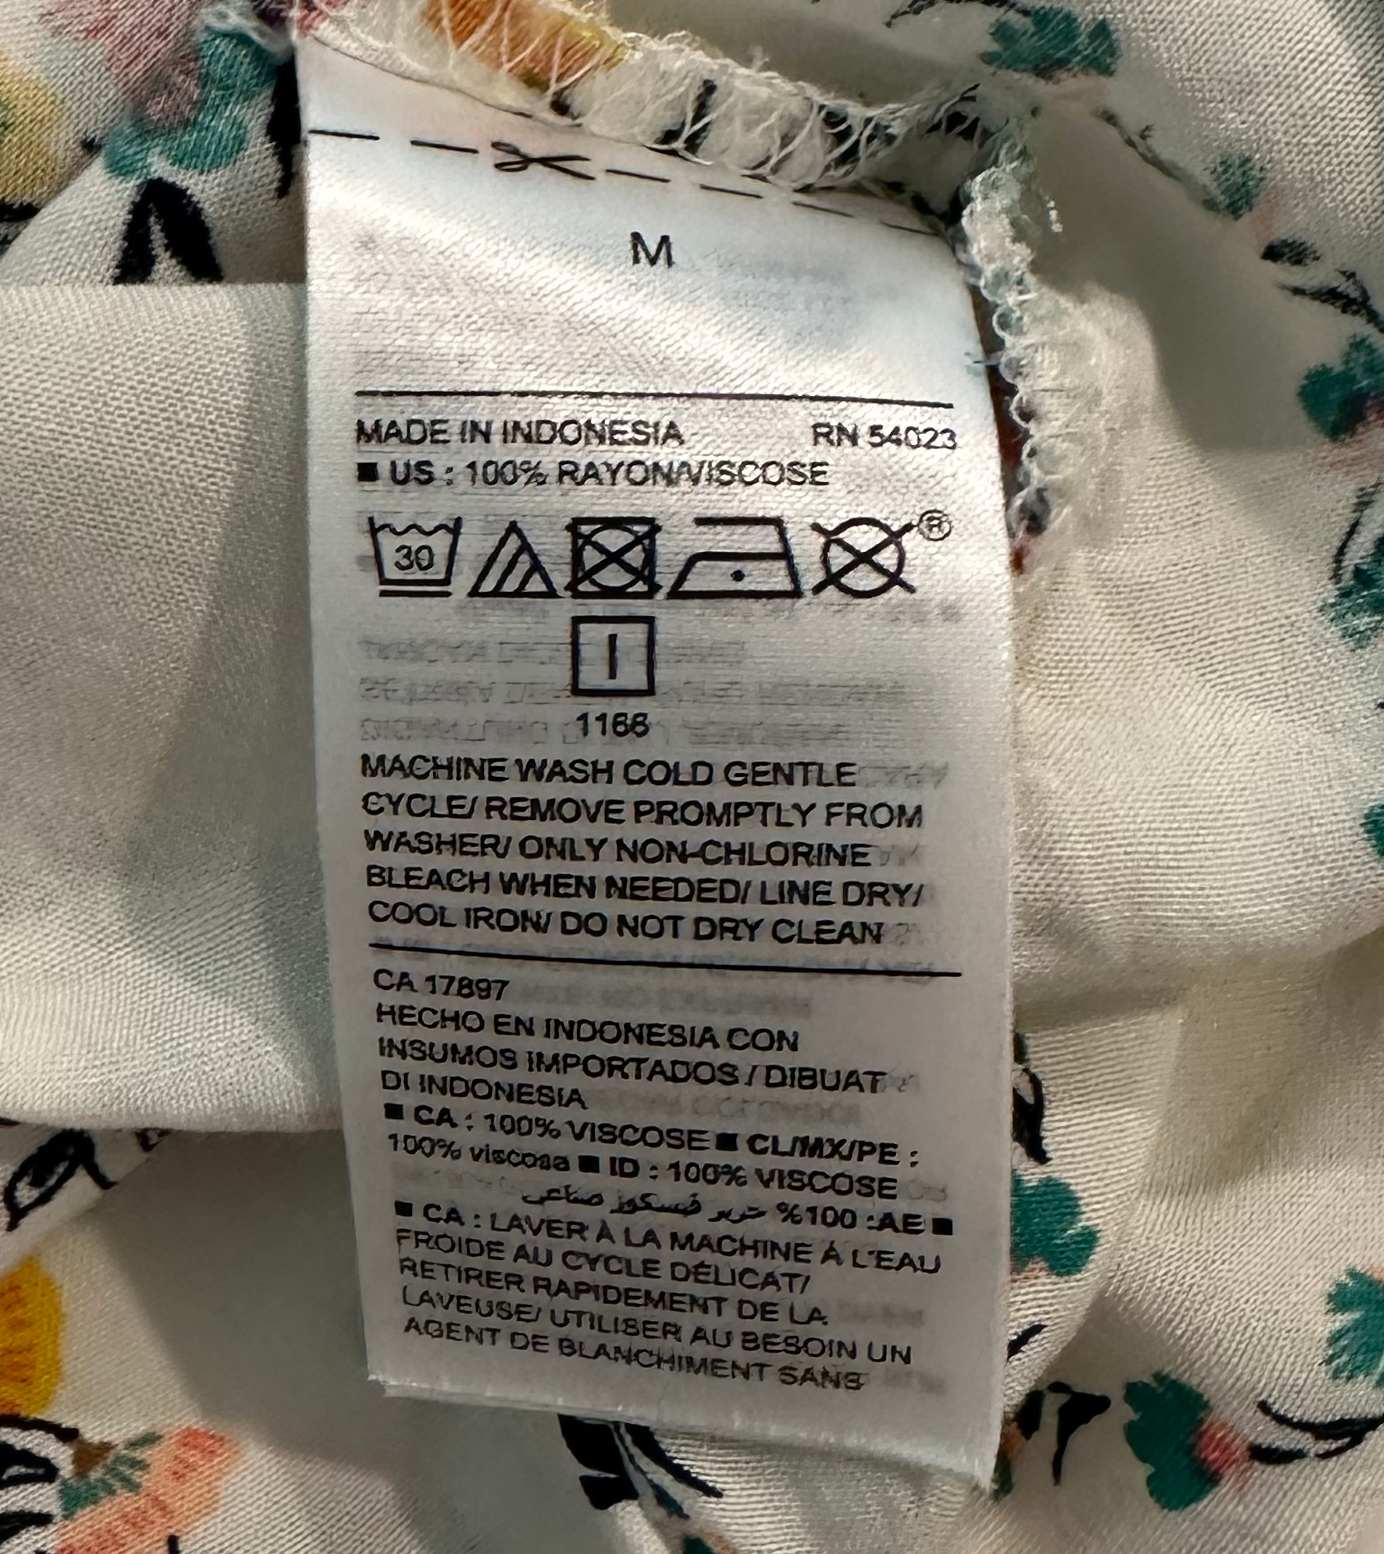 M
MADE IN INDONESIA RN 54023
■ US : 100% RAYON/VISCOSE
30
®
1166
MACHINE WASH COLD GENTLE
CYCLE/ REMOVE PROMPTLY FROM
WASHER/ ONLY NON-CHLORINE
BLEACH WHEN NEEDED/ LINE DRY/
COOL IRON/ DO NOT DRY CLEAN
CA 17897
HECHO EN INDONESIA CON
INSUMOS IMPORTADOS / DIBUAT
DI INDONESIA
■ CA : 100% VISCOSE ■ CL/MX/PE :
100% viscosa ■ ID : 100% VISCOSE
■ AE: 100% حرير فسكوز صناعي
■ CA : LAVER À LA MACHINE À L'EAU
FROIDE AU CYCLE DÉLICAT/
RETIRER RAPIDEMENT DE LA
LAVEUSE/ UTILISER AU BESOIN UN
AGENT DE BLANCHIMENT SANS